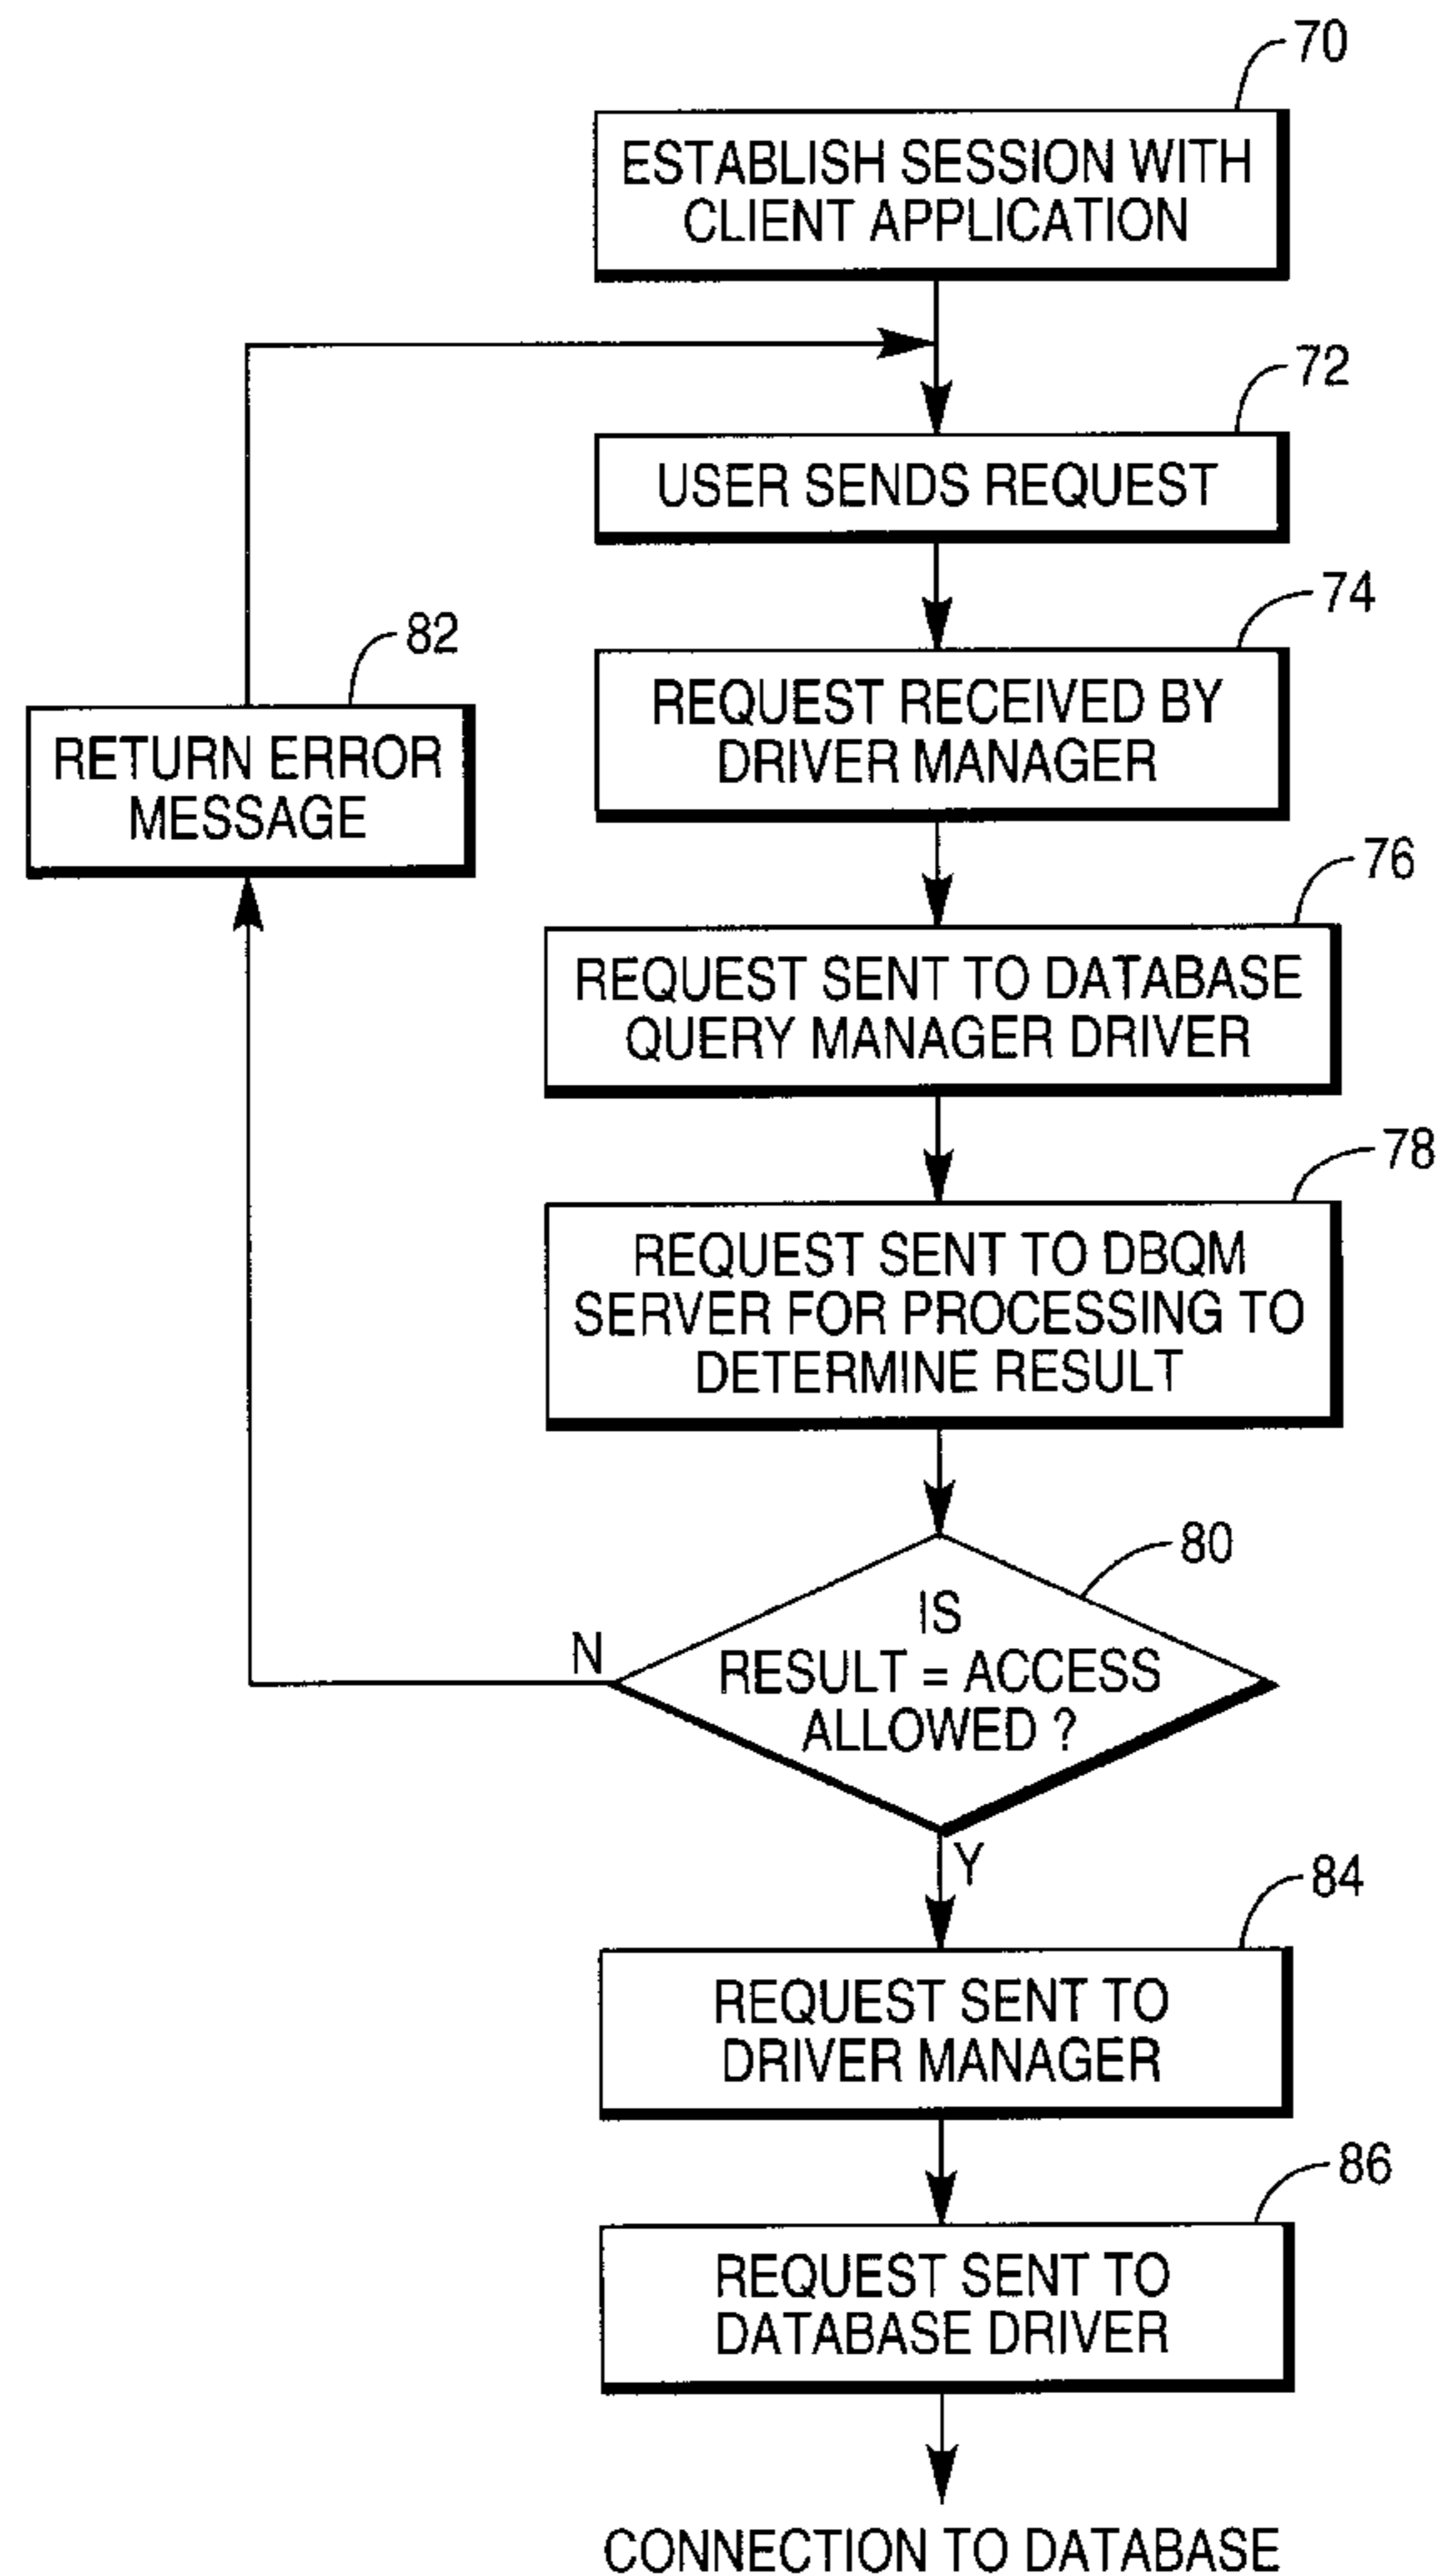 70
ESTABLISH SESSION WITH
CLIENT APPLICATION
72
USER SENDS REQUEST
74
REQUEST RECEIVED BY
DRIVER MANAGER
82
RETURN ERROR
MESSAGE
76
REQUEST SENT TO DATABASE
QUERY MANAGER DRIVER
78
REQUEST SENT TO DBQM
SERVER FOR PROCESSING TO
DETERMINE RESULT
80
IS
RESULT = ACCESS
ALLOWED ?
N
Y
84
REQUEST SENT TO
DRIVER MANAGER
86
REQUEST SENT TO
DATABASE DRIVER
CONNECTION TO DATABASE